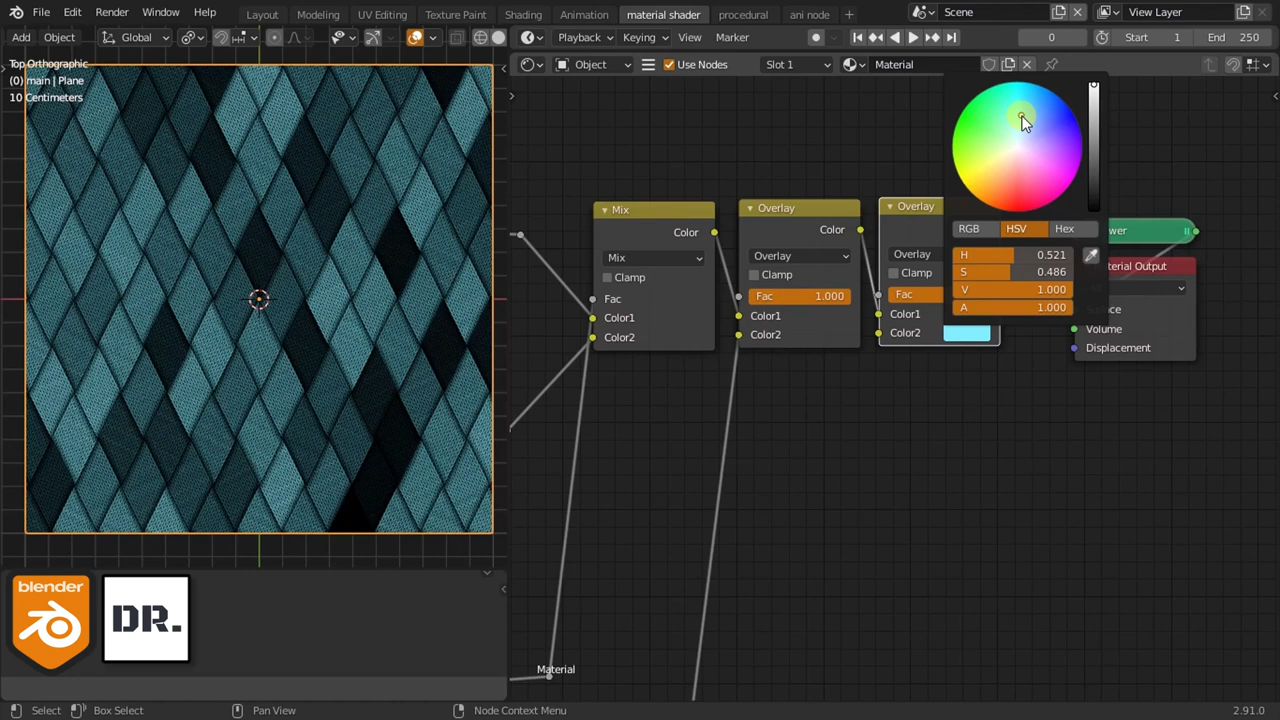 File Edit Render Window Help Layout Modeling UV Editing Texture Paint Shading Animation material shader procedural ani node + Scene View Layer
Add Object Global Playback Keying View Marker 0 Start 1 End 250
Object Use Nodes Slot 1 Material
Top Orthographic
(0) main | Plane
10 Centimeters
Mix
Color
Mix
Clamp
Fac
Color1
Color2
Overlay
Color
Overlay
Clamp
Fac 1.000
Color1
Color2
Overlay
Overlay
Clamp
Fac
Color1
Color2
RGB HSV Hex
H 0.521
S 0.486
V 1.000
A 1.000
wer
aterial Output
Volume
Displacement
blender
DR.
Material
Select Box Select Pan View Node Context Menu 2.91.0